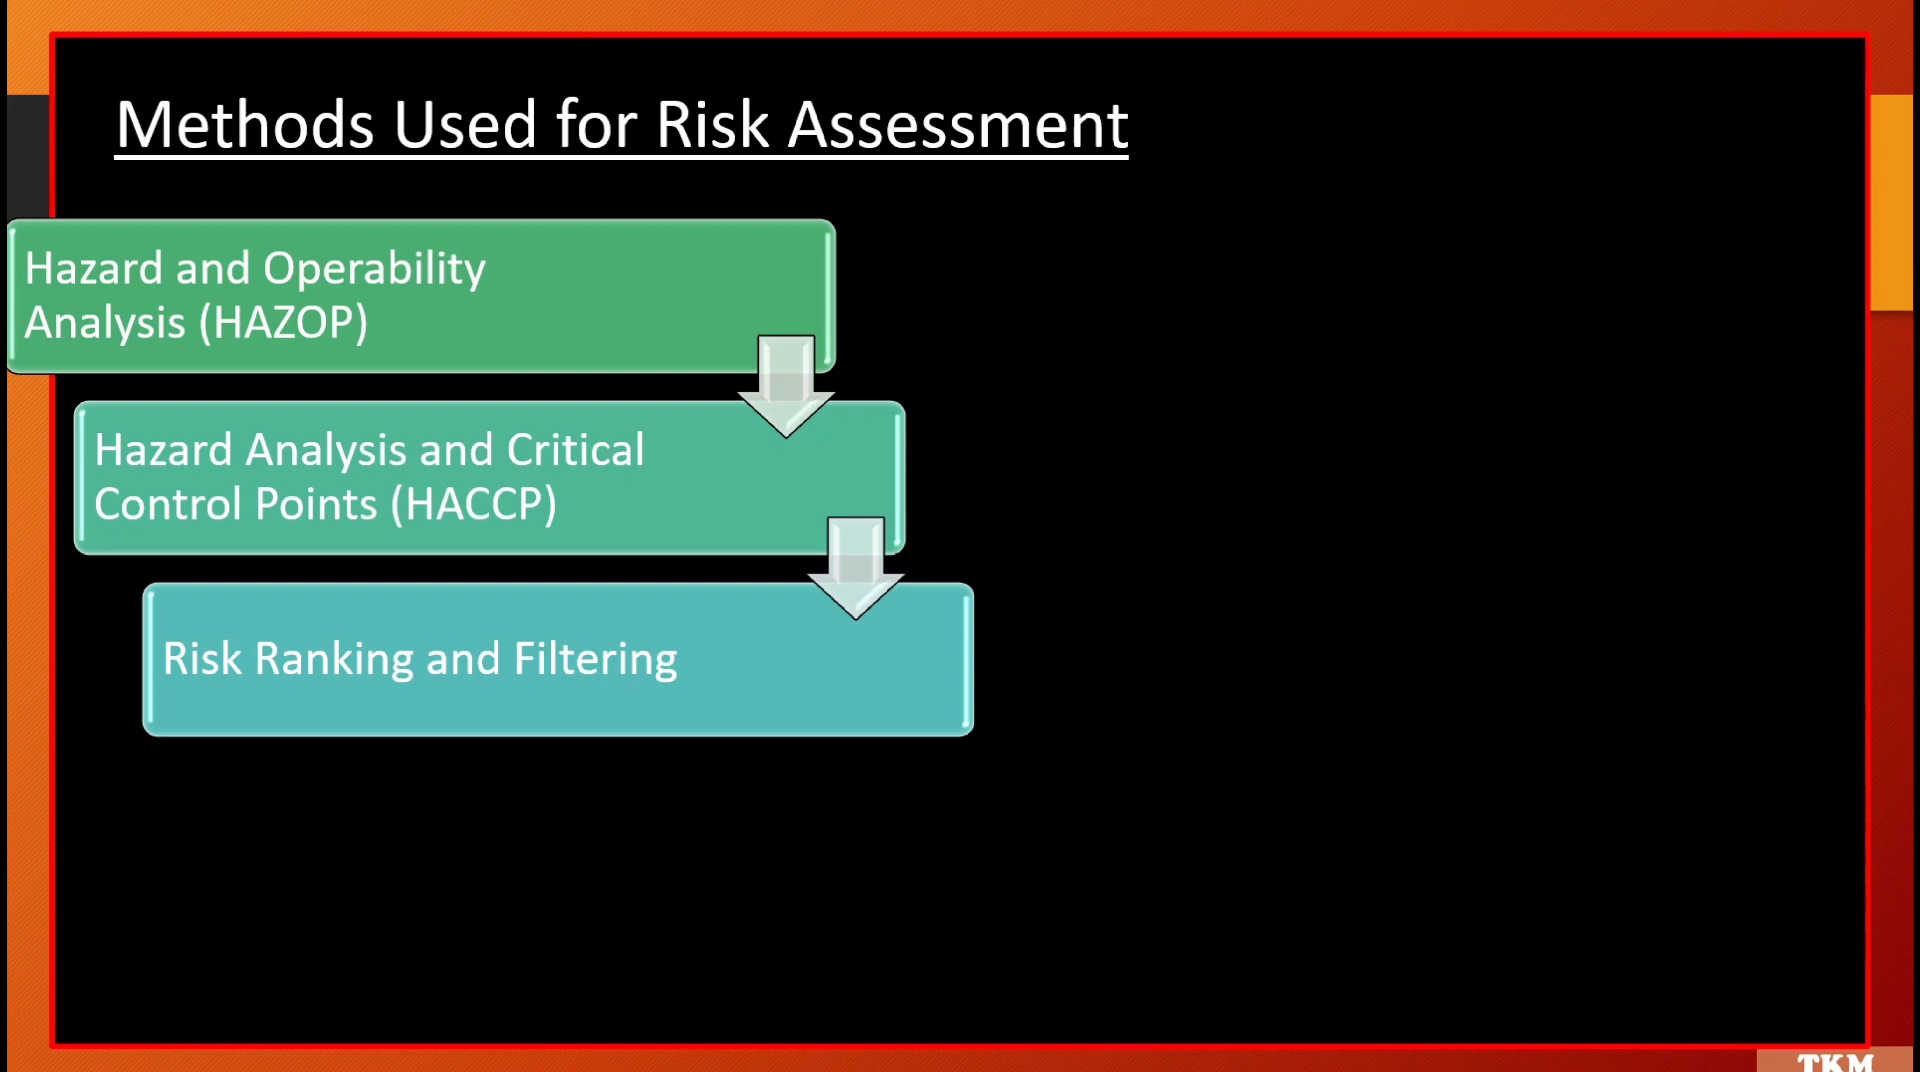 Methods Used for Risk Assessment
Hazard and Operability
Analysis (HAZOP)
Hazard Analysis and Critical
Control Points (HACCP)
Risk Ranking and Filtering
TKM